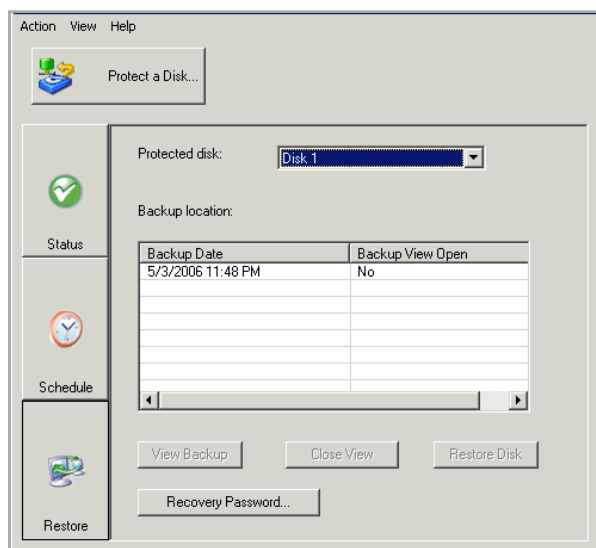 Action View Help
Protect a Disk...
Protected disk: Disk 1
Backup location:
Status
Backup Date Backup View Open
5/3/2006 11:48 PM No
Schedule
View Backup Close View Restore Disk
Recovery Password...
Restore